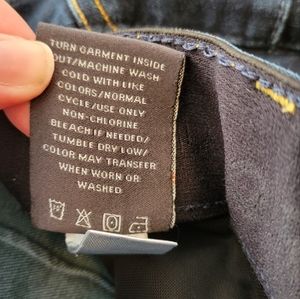 TURN GARMENT INSIDE
OUT/MACHINE WASH
COLD WITH LIKE
COLORS/NORMAL
CYCLE/USE ONLY
NON-CHLORINE
BLEACH IF NEEDED/
TUMBLE DRY LOW/
COLOR MAY TRANSFER
WHEN WORN OR
WASHED